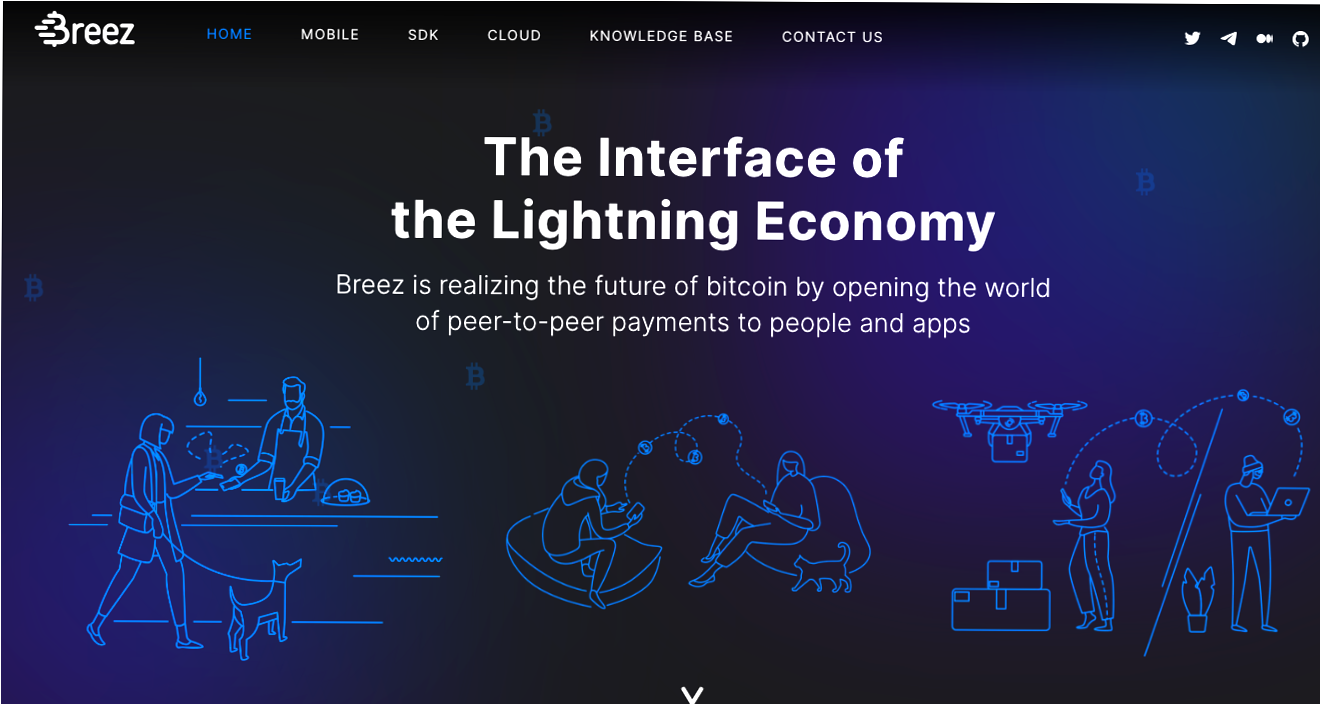 Breez
HOME MOBILE SDK CLOUD KNOWLEDGE BASE CONTACT US
The Interface of
the Lightning Economy
Breez is realizing the future of bitcoin by opening the world
of peer-to-peer payments to people and apps